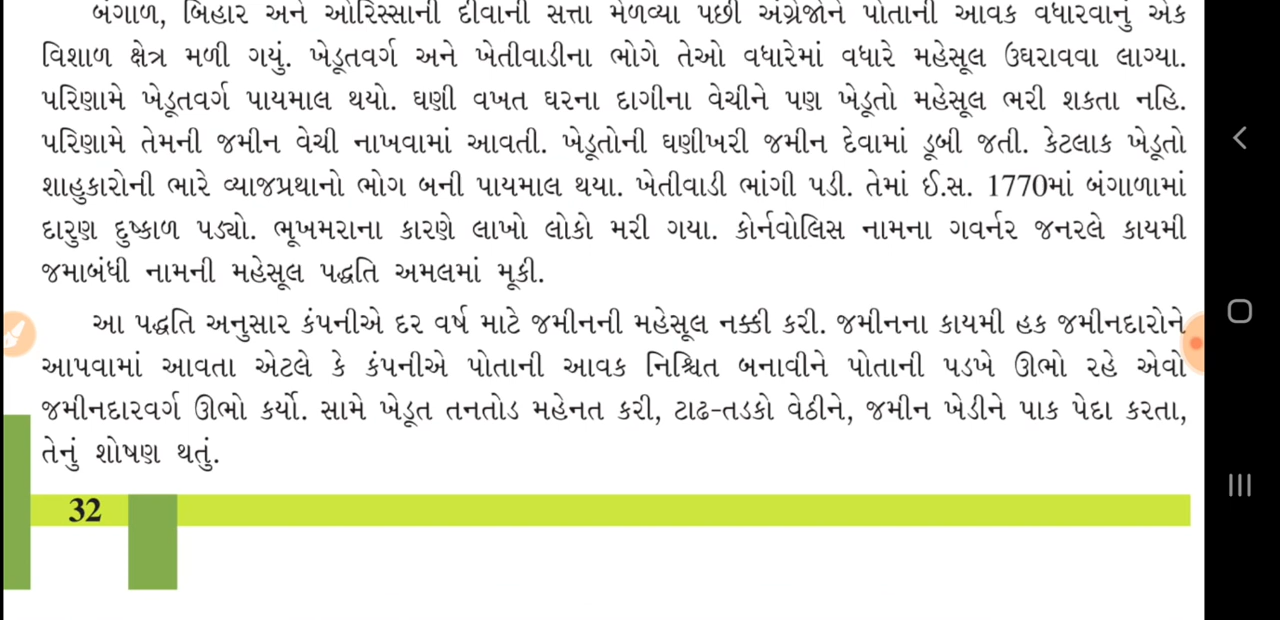 બંગાળ, બિહાર અને ઓરિસ્સાની દીવાની સત્તા મેળવ્યા પછી અંગ્રેજોને પોતાની આવક વધારવાનું એક
વિશાળ ક્ષેત્ર મળી ગયું. ખેડૂતવર્ગ અને ખેતીવાડીના ભોગે તેઓ વધારેમાં વધારે મહેસૂલ ઉઘરાવવા લાગ્યા.
પરિણામે ખેડૂતવર્ગ પાયમાલ થયો. ઘણી વખત ઘરના દાગીના વેચીને પણ ખેડૂતો મહેસૂલ ભરી શકતા નહિ.
પરિણામે તેમની જમીન વેચી નાખવામાં આવતી. ખેડૂતોની ઘણીખરી જમીન દેવામાં ડૂબી જતી. કેટલાક ખેડૂતો
શાહુકારોની ભારે વ્યાજપ્રથાનો ભોગ બની પાયમાલ થયા. ખેતીવાડી ભાંગી પડી. તેમાં ઈ.સ. 1770માં બંગાળામાં
દારુણ દુષ્કાળ પડ્યો. ભૂખમરાના કારણે લાખો લોકો મરી ગયા. કોર્નવોલિસ નામના ગવર્નર જનરલે કાયમી
જમાબંધી નામની મહેસૂલ પદ્ધતિ અમલમાં મૂકી.
આ પદ્ધતિ અનુસાર કંપનીએ દર વર્ષ માટે જમીનની મહેસૂલ નક્કી કરી. જમીનના કાયમી હક જમીનદારોને
આપવામાં આવતા એટલે કે કંપનીએ પોતાની આવક નિશ્ચિત બનાવીને પોતાની પડખે ઊભો રહે એવો
જમીનદારવર્ગ ઊભો કર્યો. સામે ખેડૂત તનતોડ મહેનત કરી, ટાઢ-તડકો વેઠીને, જમીન ખેડીને પાક પેદા કરતા,
તેનું શોષણ થતું.
32